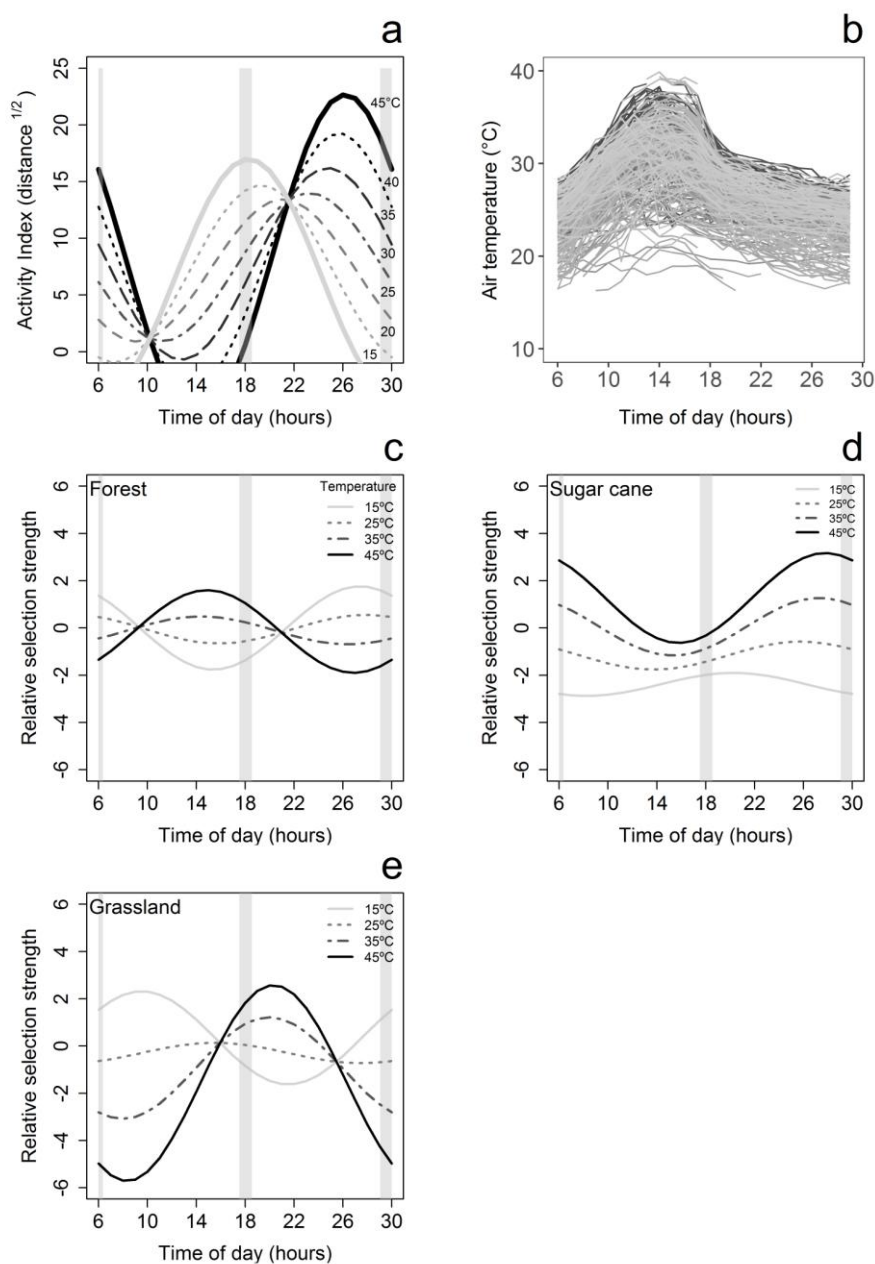 a
Activity Index (distance 1/2)
25
20
15
10
5
0
45°C
40
35
30
25
20
15
6 10 14 18 22 26 30
Time of day (hours)
b
Air temperature (°C)
40
30
20
10
6 10 14 18 22 26 30
Time of day (hours)
c
Forest
Temperature
15ºC
25ºC
35ºC
45ºC
Relative selection strength
6
4
2
0
-2
-4
-6
6 10 14 18 22 26 30
Time of day (hours)
d
Sugar cane
15ºC
25ºC
35ºC
45ºC
Relative selection strength
6
4
2
0
-2
-4
-6
6 10 14 18 22 26 30
Time of day (hours)
e
Grassland
15ºC
25ºC
35ºC
45ºC
Relative selection strength
6
4
2
0
-2
-4
-6
6 10 14 18 22 26 30
Time of day (hours)